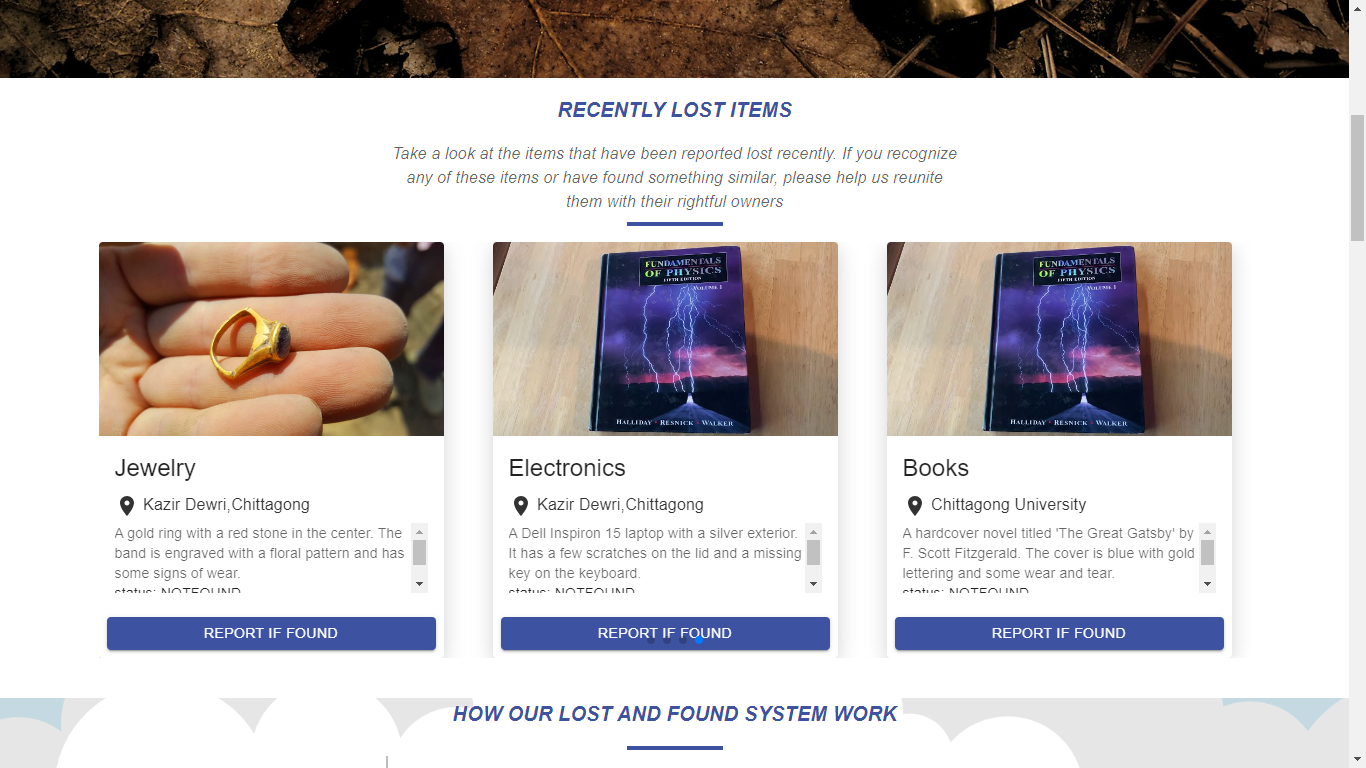 RECENTLY LOST ITEMS
Take a look at the items that have been reported lost recently. If you recognize
any of these items or have found something similar, please help us reunite
them with their rightful owners
FUNDAMENTALS
OF PHYSICS
FIFTH EDITION
VOLUME 1
HALLIDAY · RESNICK · WALKER
FUNDAMENTALS
OF PHYSICS
FIFTH EDITION
VOLUME 1
HALLIDAY · RESNICK · WALKER
Jewelry
Kazir Dewri,Chittagong
A gold ring with a red stone in the center. The
band is engraved with a floral pattern and has
some signs of wear.
status: NOTFOUND
REPORT IF FOUND
Electronics
Kazir Dewri,Chittagong
A Dell Inspiron 15 laptop with a silver exterior.
It has a few scratches on the lid and a missing
key on the keyboard.
status: NOTFOUND
REPORT IF FOUND
Books
Chittagong University
A hardcover novel titled 'The Great Gatsby' by
F. Scott Fitzgerald. The cover is blue with gold
lettering and some wear and tear.
status: NOTFOUND
REPORT IF FOUND
HOW OUR LOST AND FOUND SYSTEM WORK